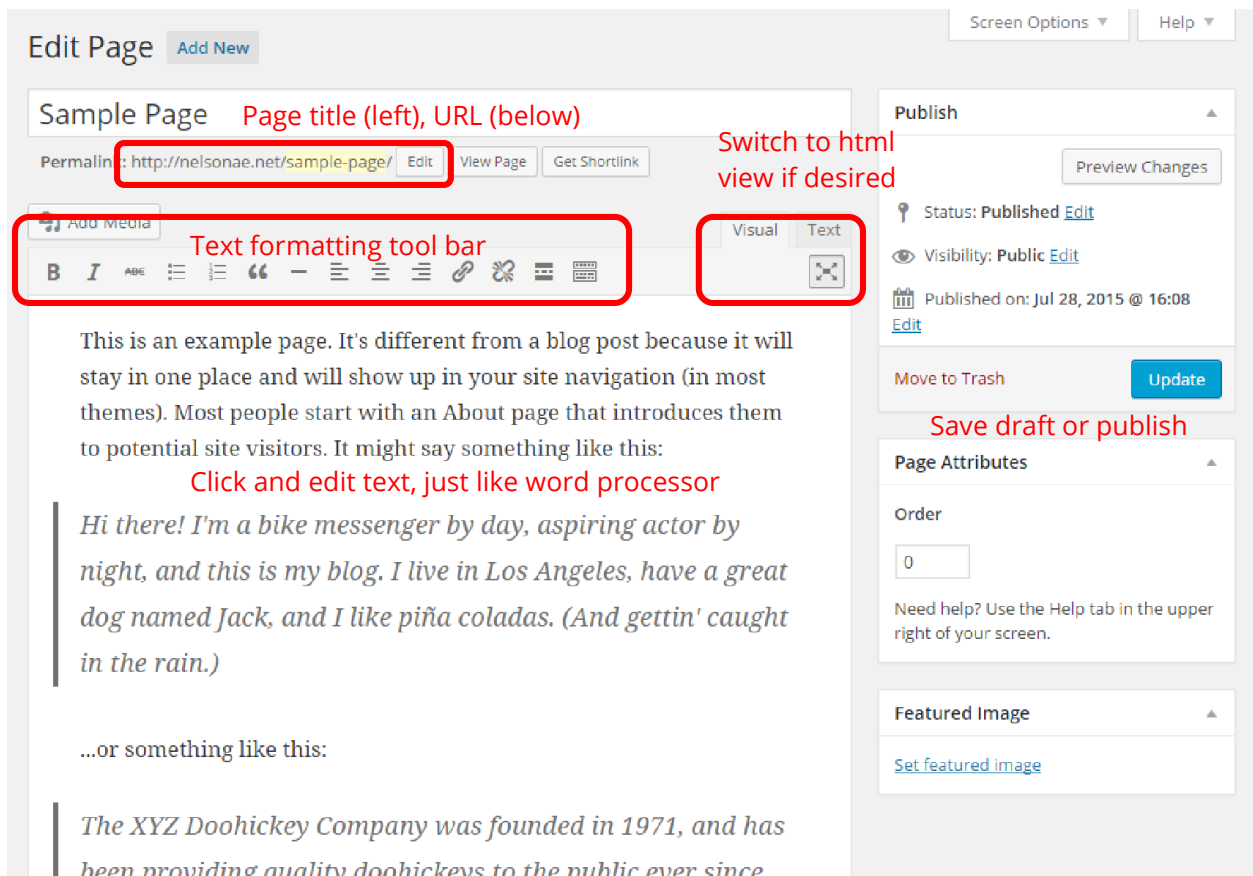 Screen Options ▼ Help ▼
Edit Page Add New
Sample Page Page title (left), URL (below)
Permalink: http://nelsonae.net/sample-page/ Edit View Page Get Shortlink
Switch to html
view if desired
Add Media
Visual Text
Text formatting tool bar
B I ABE
This is an example page. It's different from a blog post because it will
stay in one place and will show up in your site navigation (in most
themes). Most people start with an About page that introduces them
to potential site visitors. It might say something like this:
Click and edit text, just like word processor
Hi there! I'm a bike messenger by day, aspiring actor by
night, and this is my blog. I live in Los Angeles, have a great
dog named Jack, and I like piña coladas. (And gettin' caught
in the rain.)
...or something like this:
The XYZ Doohickey Company was founded in 1971, and has
been providing quality doohickeys to the public ever since
Publish
Preview Changes
Status: Published Edit
Visibility: Public Edit
Published on: Jul 28, 2015 @ 16:08
Edit
Move to Trash Update
Save draft or publish
Page Attributes
Order
0
Need help? Use the Help tab in the upper
right of your screen.
Featured Image
Set featured image